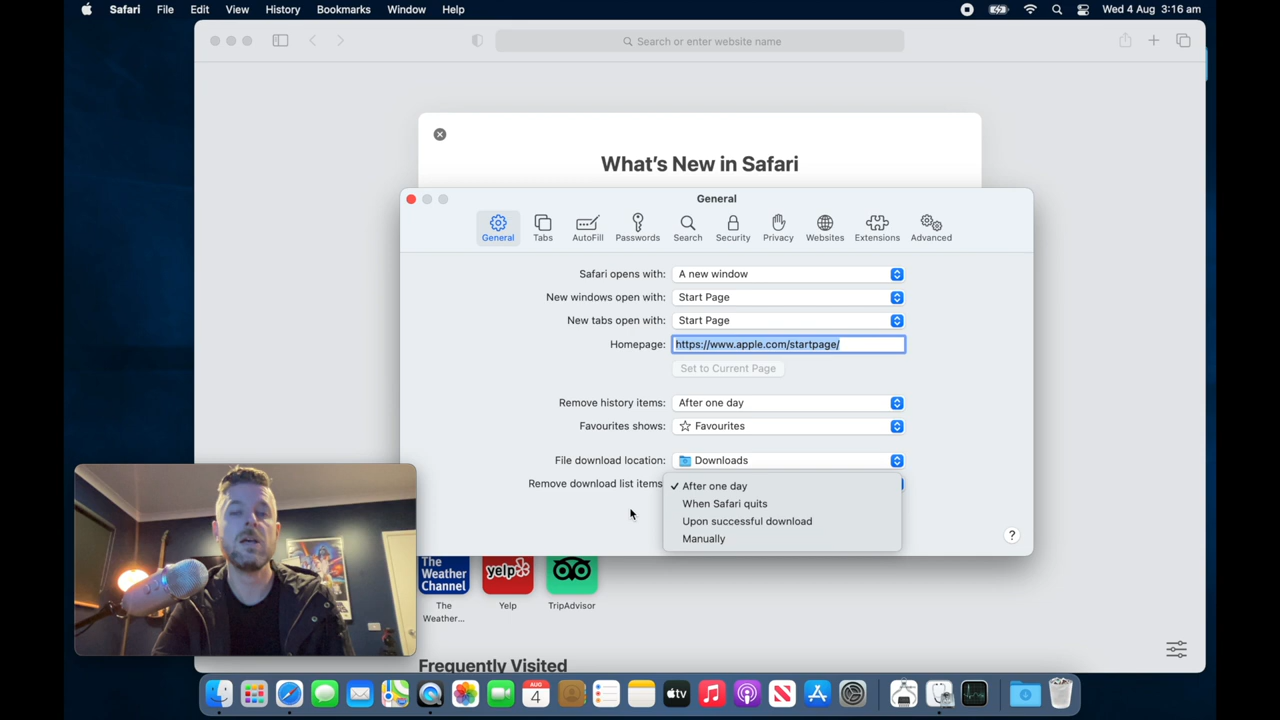 Safari File Edit View History Bookmarks Window Help Wed 4 Aug 3:16 am
Search or enter website name
What's New in Safari
General
General Tabs AutoFill Passwords Search Security Privacy Websites Extensions Advanced
Safari opens with: A new window
New windows open with: Start Page
New tabs open with: Start Page
Homepage: https://www.apple.com/startpage/
Set to Current Page
Remove history items: After one day
Favourites shows: Favourites
File download location: Downloads
Remove download list items
✓ After one day
When Safari quits
Upon successful download
Manually
?
The
Weather
Channel
yelp
The
Weather...
Yelp
TripAdvisor
Frequently Visited
AUG
4
tv